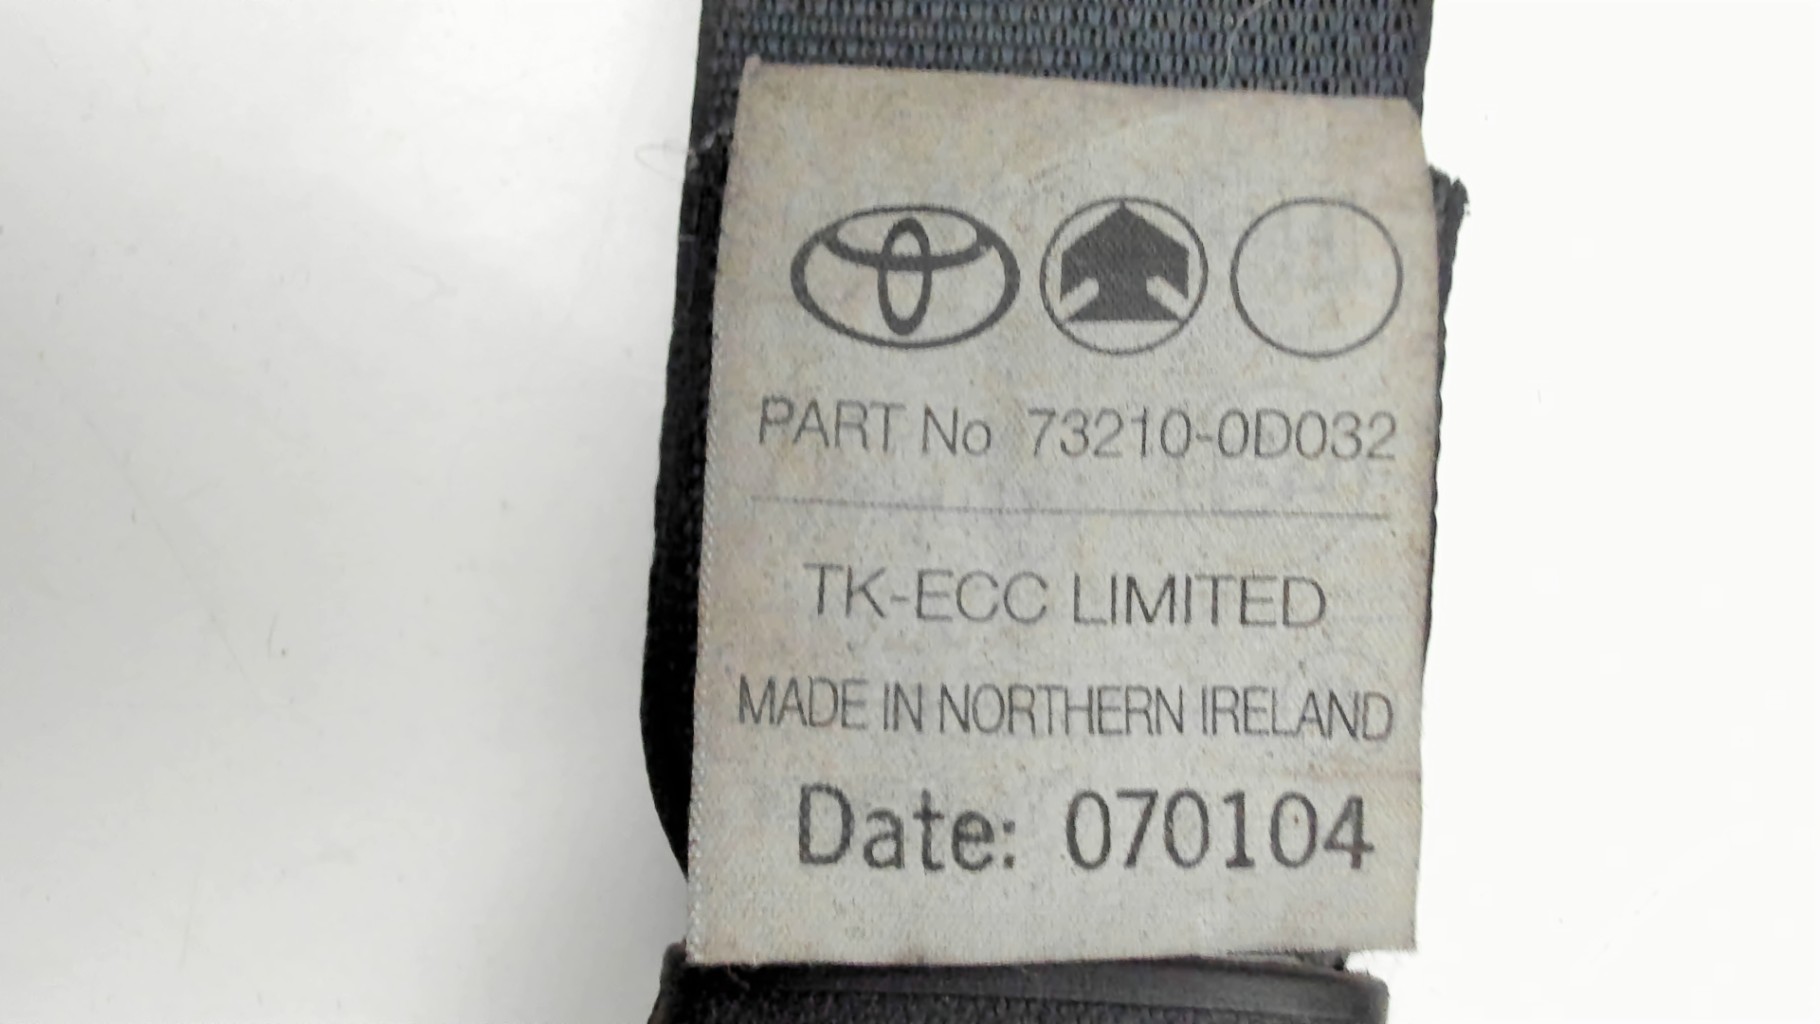 PART No 73210-0D032
TK-ECC LIMITED
MADE IN NORTHERN IRELAND
Date: 070104